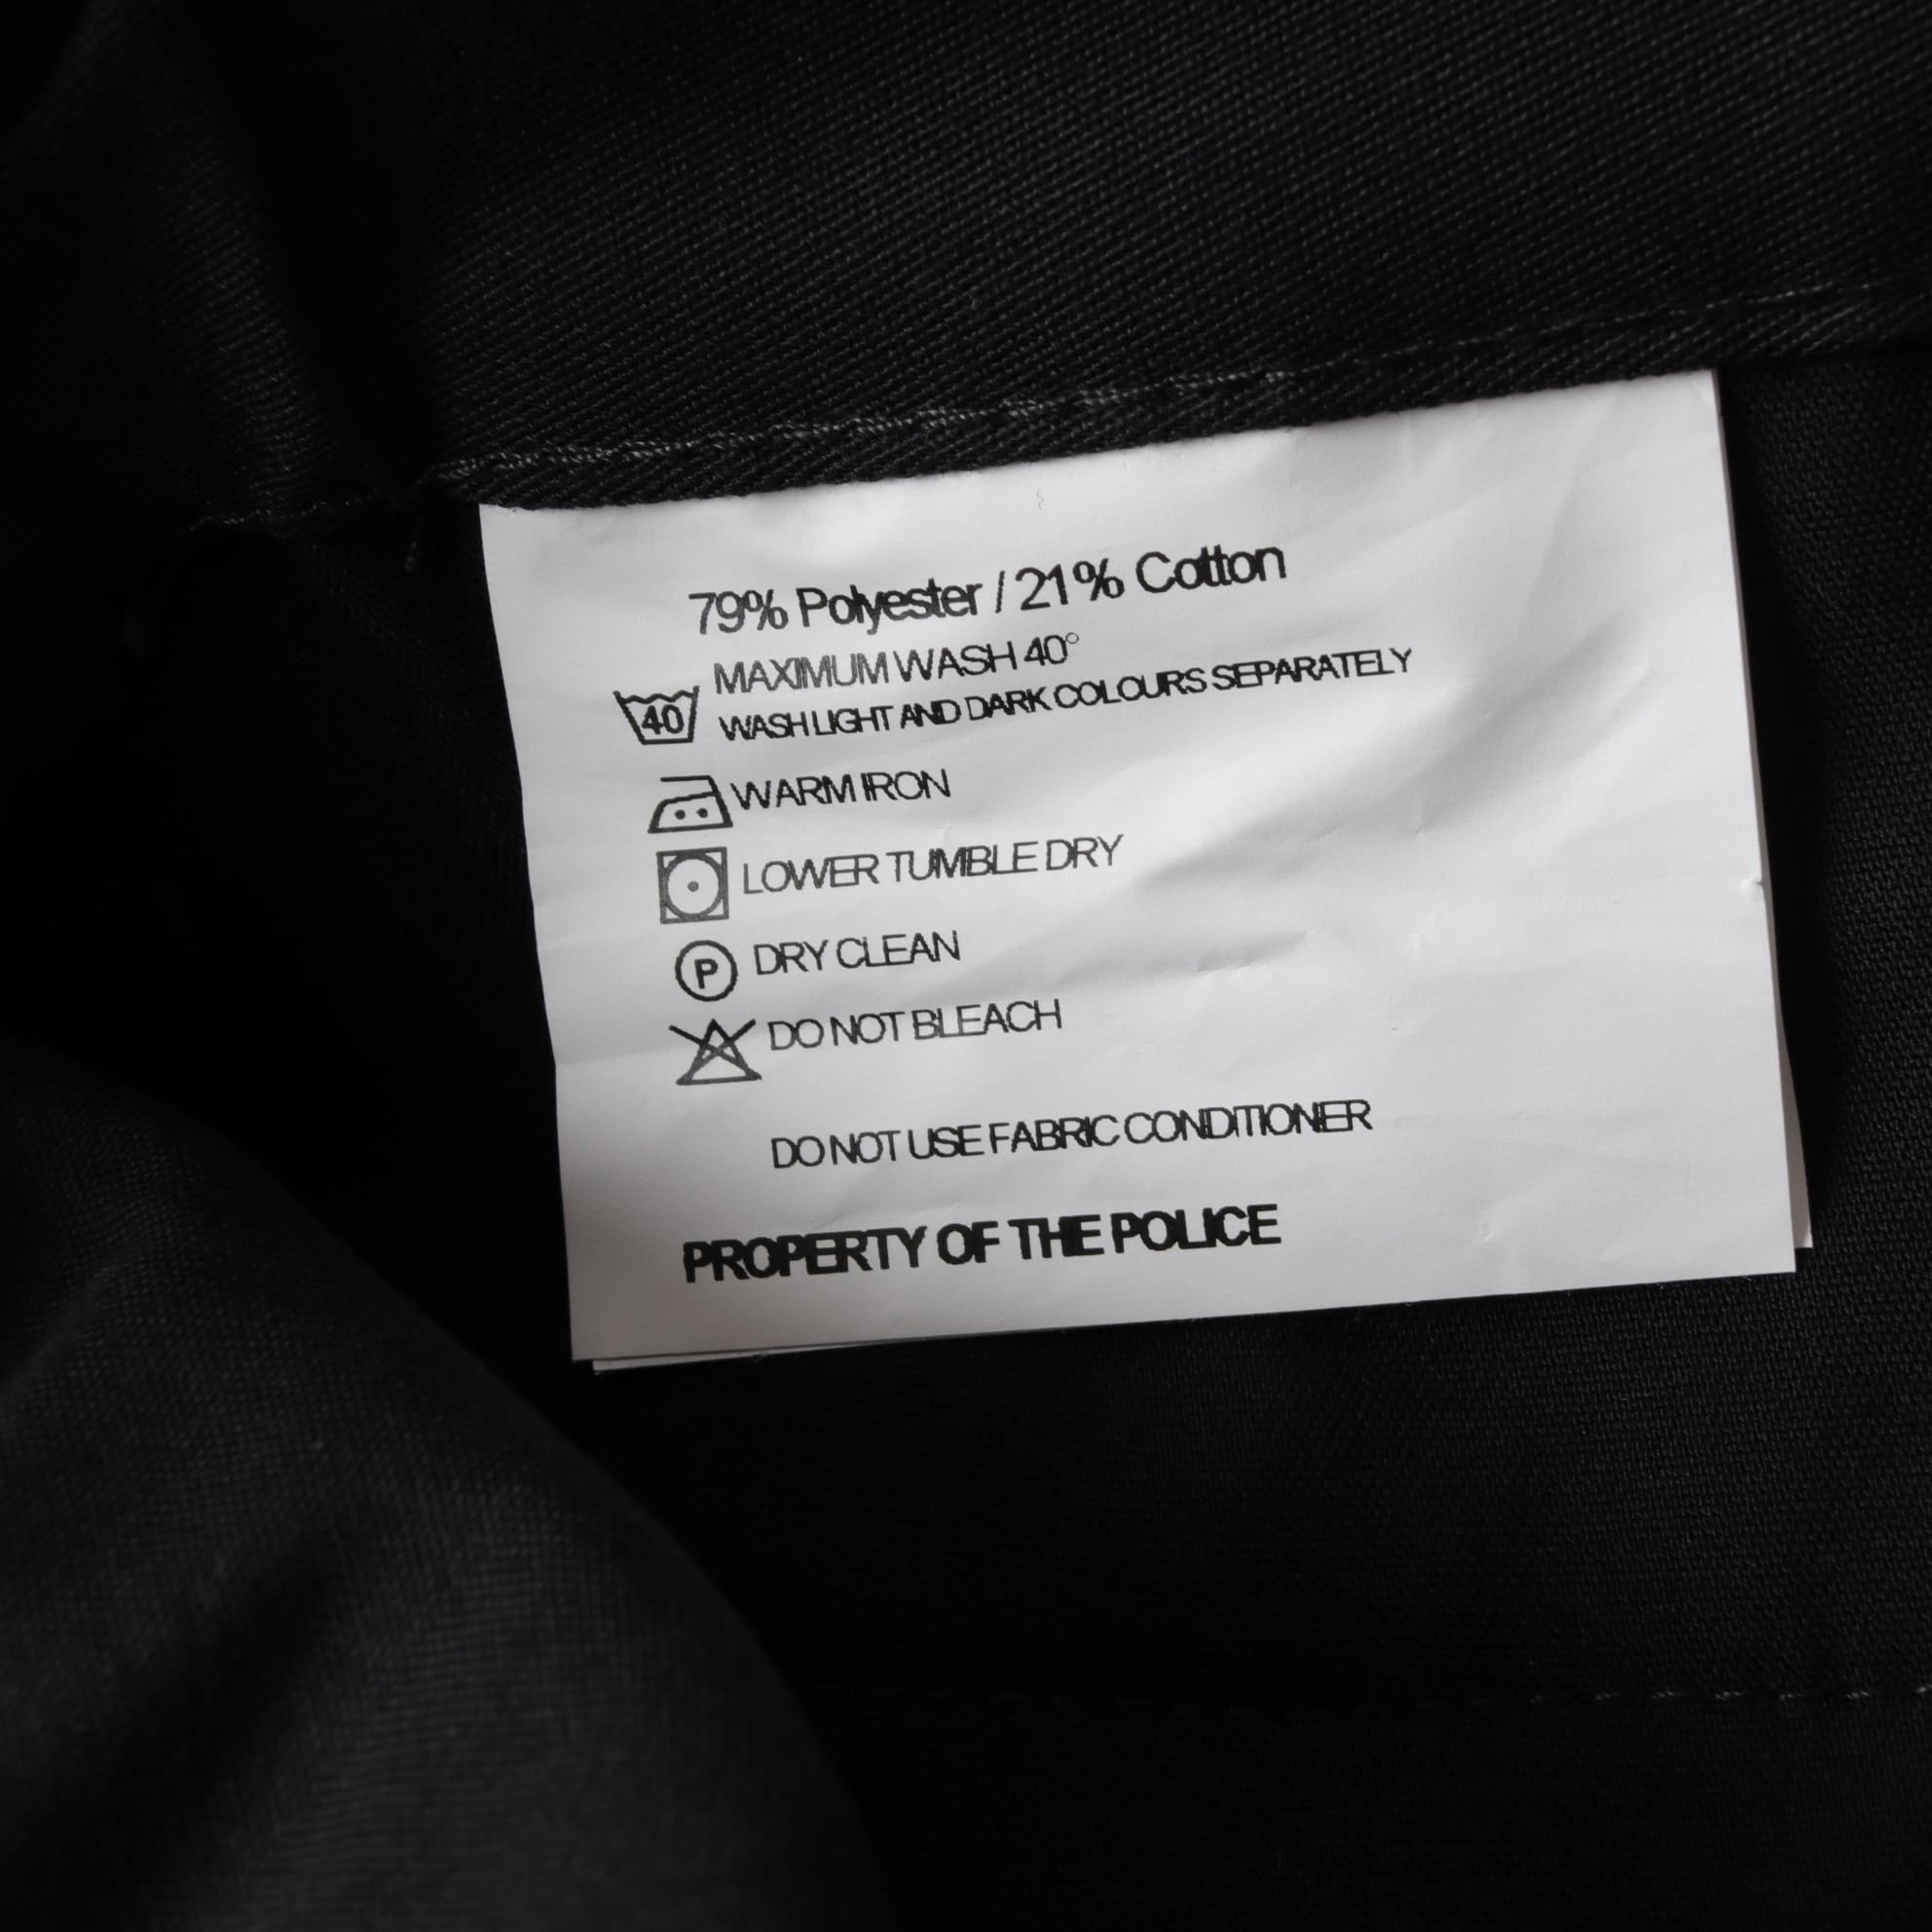 79% Polyester / 21% Cotton
MAXIMUM WASH 40°
40
WASH LIGHT AND DARK COLOURS SEPARATELY
WARM IRON
LOWER TUMBLE DRY
P DRY CLEAN
DO NOT BLEACH
DO NOT USE FABRIC CONDITIONER
PROPERTY OF THE POLICE